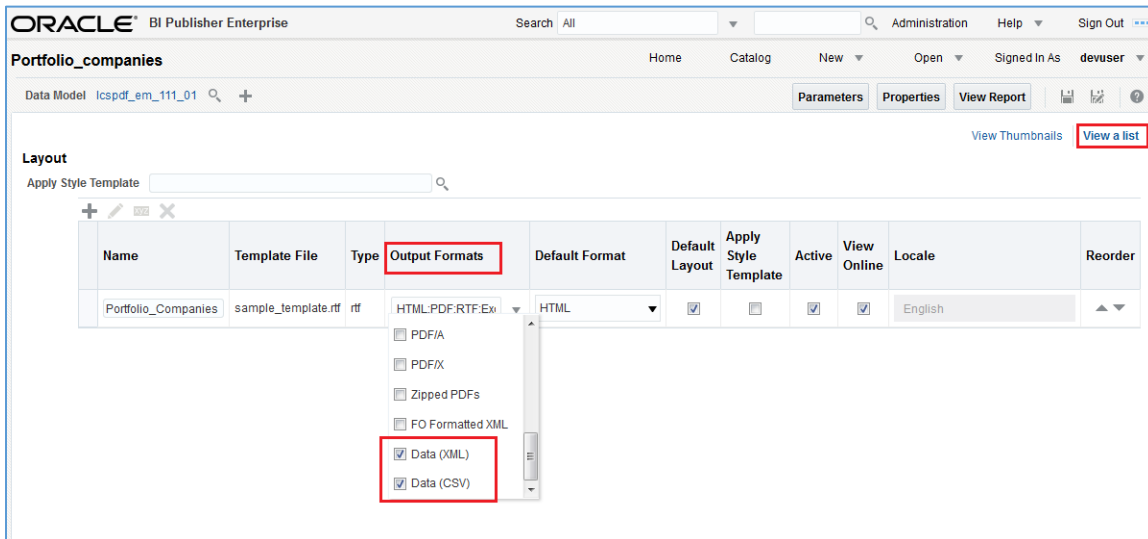 ORACLE® BI Publisher Enterprise Search All Administration Help Sign Out
Portfolio_companies Home Catalog New Open Signed In As devuser
Data Model lcspdf_em_111_01 Parameters Properties View Report
View Thumbnails View a list
Layout
Apply Style Template
Name Template File Type Output Formats Default Format Default Layout Apply Style Template Active View Online Locale Reorder
Portfolio_Companies sample_template.rtf rtf HTML;PDF;RTF;Ex HTML English
PDF/A
PDF/X
Zipped PDFs
FO Formatted XML
Data (XML)
Data (CSV)